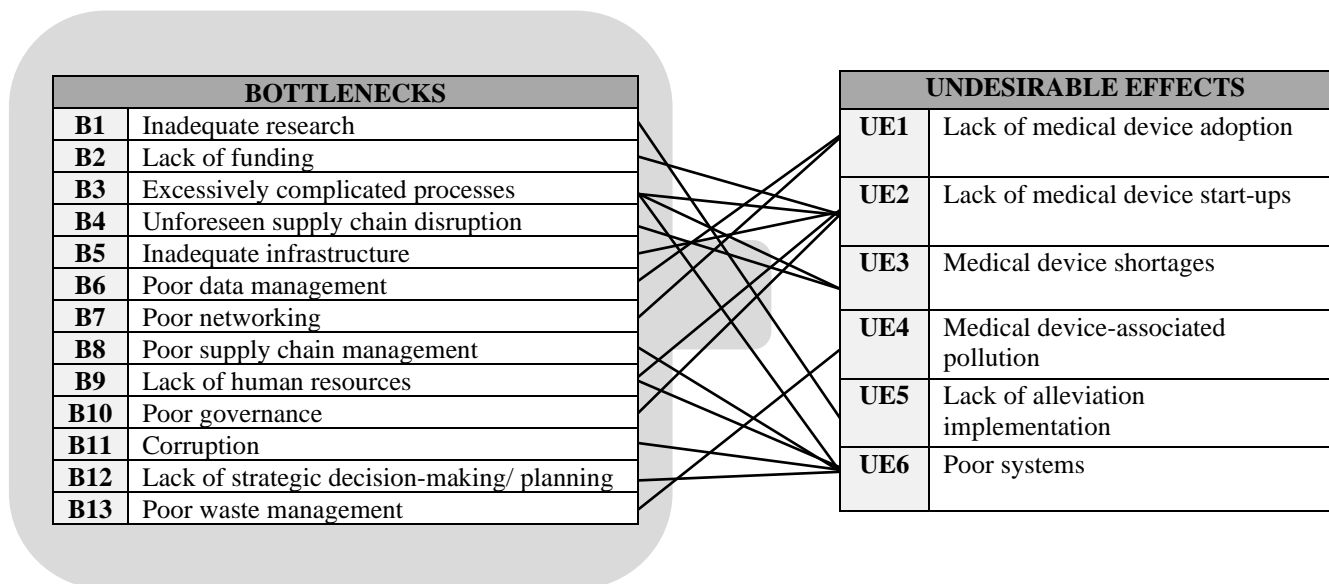 BOTTLENECKS
B1 Inadequate research
B2 Lack of funding
B3 Excessively complicated processes
B4 Unforeseen supply chain disruption
B5 Inadequate infrastructure
B6 Poor data management
B7 Poor networking
B8 Poor supply chain management
B9 Lack of human resources
B10 Poor governance
B11 Corruption
B12 Lack of strategic decision-making/ planning
B13 Poor waste management
UNDESIRABLE EFFECTS
UE1 Lack of medical device adoption
UE2 Lack of medical device start-ups
UE3 Medical device shortages
UE4 Medical device-associated
pollution
UE5 Lack of alleviation
implementation
UE6 Poor systems